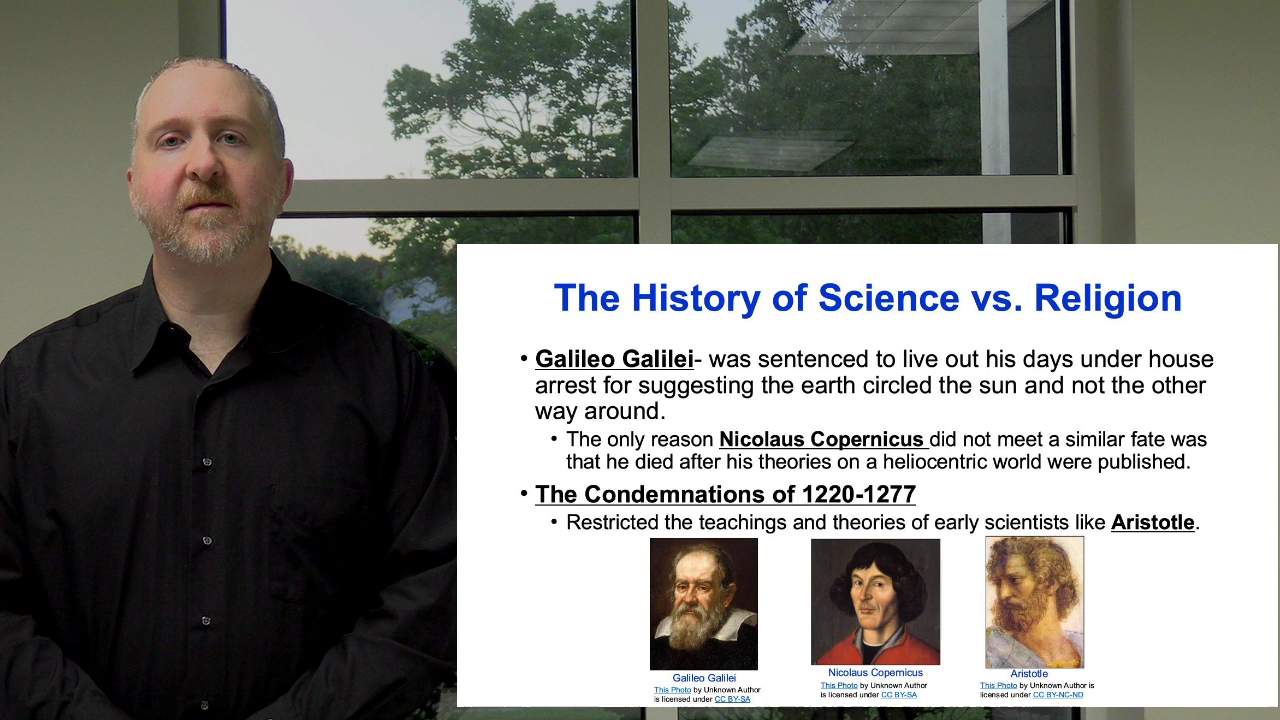 The History of Science vs. Religion
• Galileo Galilei- was sentenced to live out his days under house
arrest for suggesting the earth circled the sun and not the other
way around.
• The only reason Nicolaus Copernicus did not meet a similar fate was
that he died after his theories on a heliocentric world were published.
• The Condemnations of 1220-1277
• Restricted the teachings and theories of early scientists like Aristotle.
Galileo Galilei
This Photo by Unknown Author
is licensed under CC BY-SA
Nicolaus Copernicus
This Photo by Unknown Author
is licensed under CC BY-SA
Aristotle
This Photo by Unknown Author is
licensed under CC BY-NC-ND